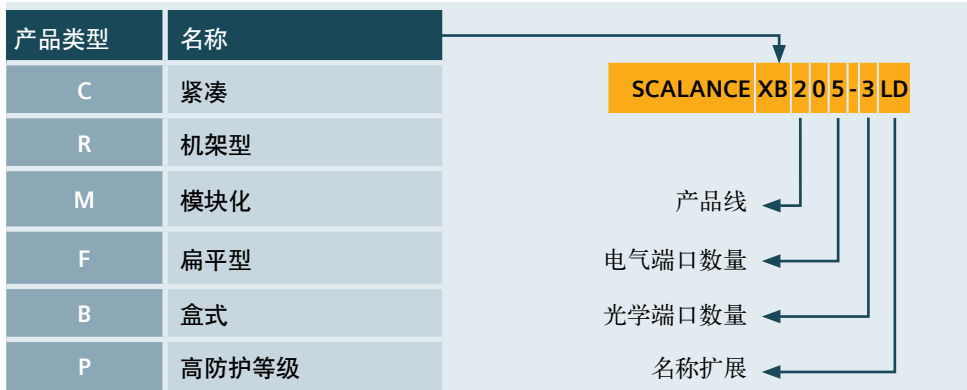 产品类型 名称
C 紧凑
R 机架型
M 模块化
F 扁平型
B 盒式
P 高防护等级
SCALANCE XB 2 0 5 - 3 LD
产品线
电气端口数量
光学端口数量
名称扩展